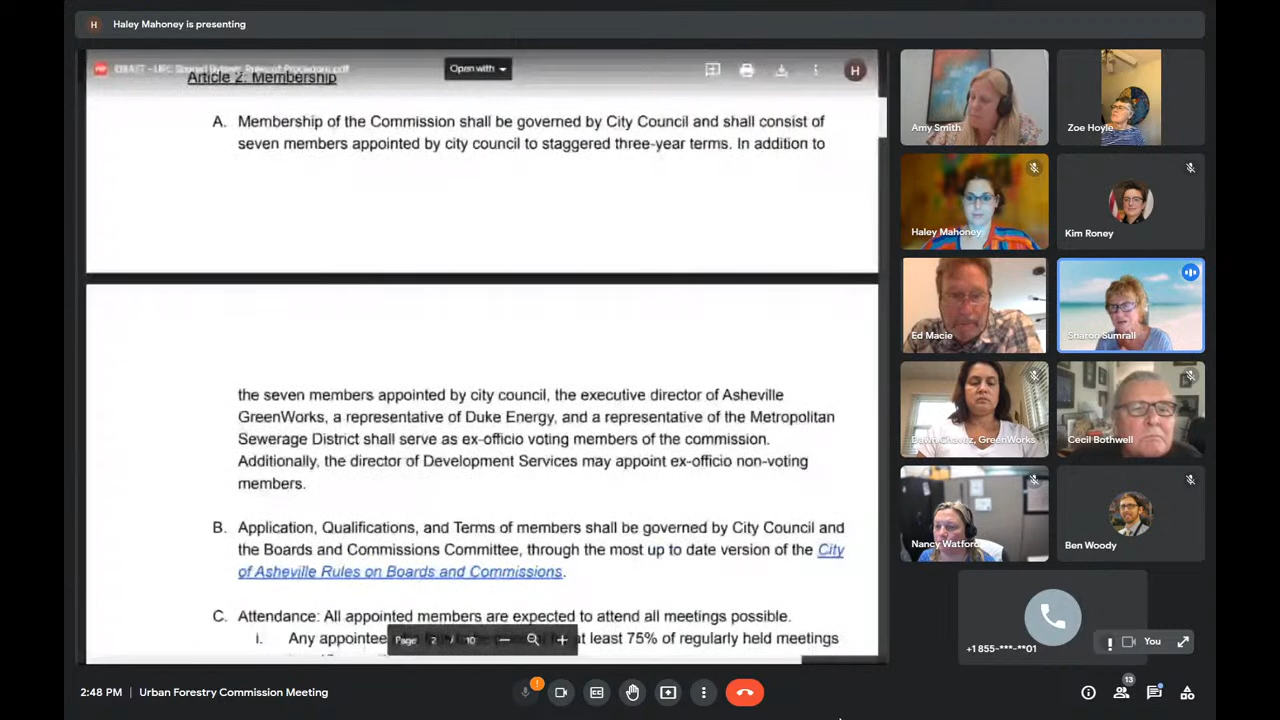 H Haley Mahoney is presenting
DRAFT - UFC Shared Bylaws, Rules of Procedure.pdf
Open with
H
Article 2: Membership
A. Membership of the Commission shall be governed by City Council and shall consist of
seven members appointed by city council to staggered three-year terms. In addition to
the seven members appointed by city council, the executive director of Asheville
GreenWorks, a representative of Duke Energy, and a representative of the Metropolitan
Sewerage District shall serve as ex-officio voting members of the commission.
Additionally, the director of Development Services may appoint ex-officio non-voting
members.
B. Application, Qualifications, and Terms of members shall be governed by City Council and
the Boards and Commissions Committee, through the most up to date version of the City
of Asheville Rules on Boards and Commissions.
C. Attendance: All appointed members are expected to attend all meetings possible.
i. Any appointee at least 75% of regularly held meetings
Page 2 / 10
Amy Smith
Zoe Hoyle
Haley Mahoney
Kim Roney
Ed Macie
Sharon Sumrall
Dawn Chavez, GreenWorks
Cecil Bothwell
Nancy Watford
Ben Woody
+1 855-***-**01
You
2:48 PM | Urban Forestry Commission Meeting
13